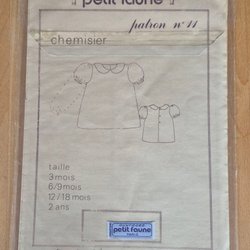 petit faune
patron n° 11
chemisier
taille
3 mois
6/9 mois
12/18 mois
2 ans
petit faune